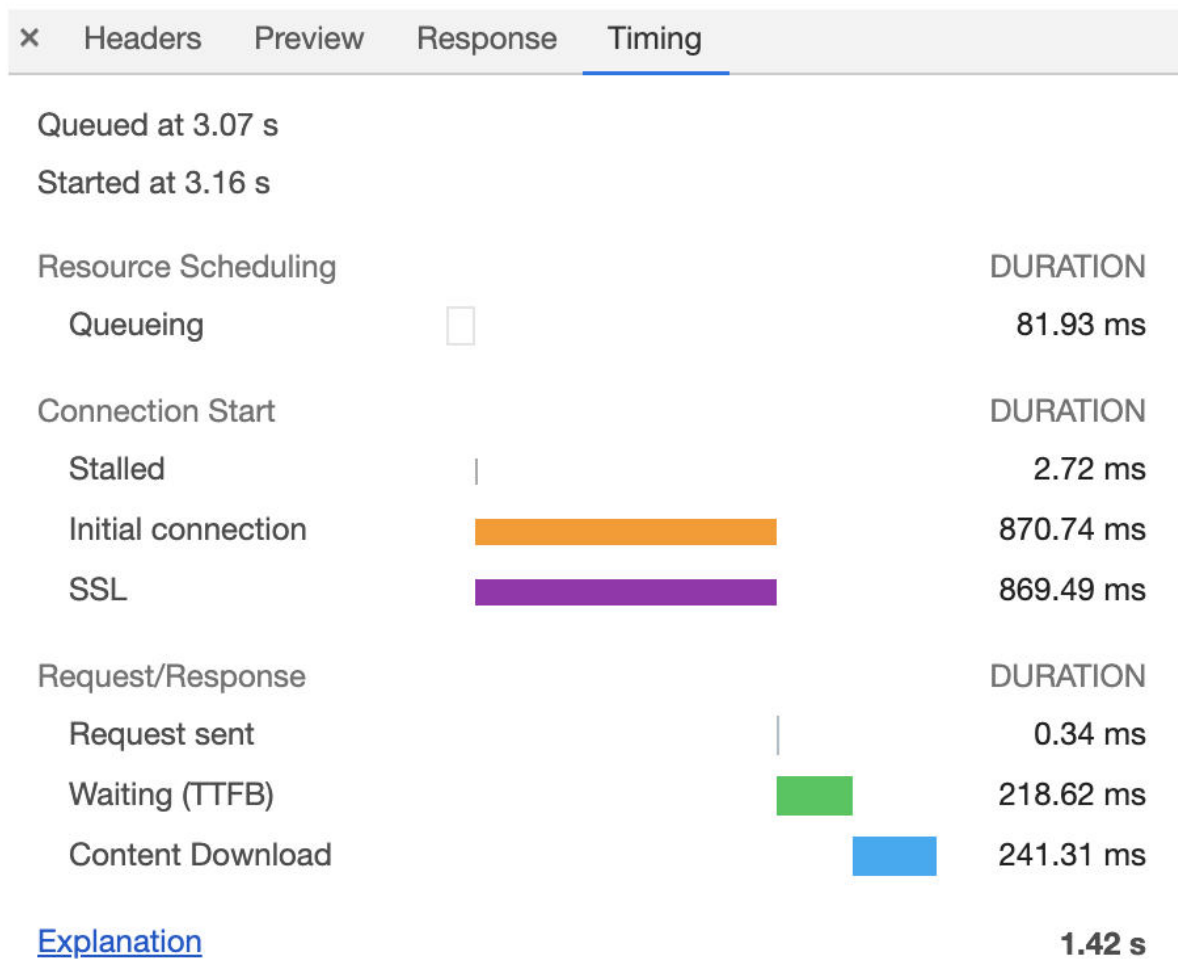 × Headers Preview Response Timing
Queued at 3.07 s
Started at 3.16 s
Resource Scheduling DURATION
Queueing 81.93 ms
Connection Start DURATION
Stalled 2.72 ms
Initial connection 870.74 ms
SSL 869.49 ms
Request/Response DURATION
Request sent 0.34 ms
Waiting (TTFB) 218.62 ms
Content Download 241.31 ms
Explanation 1.42 s